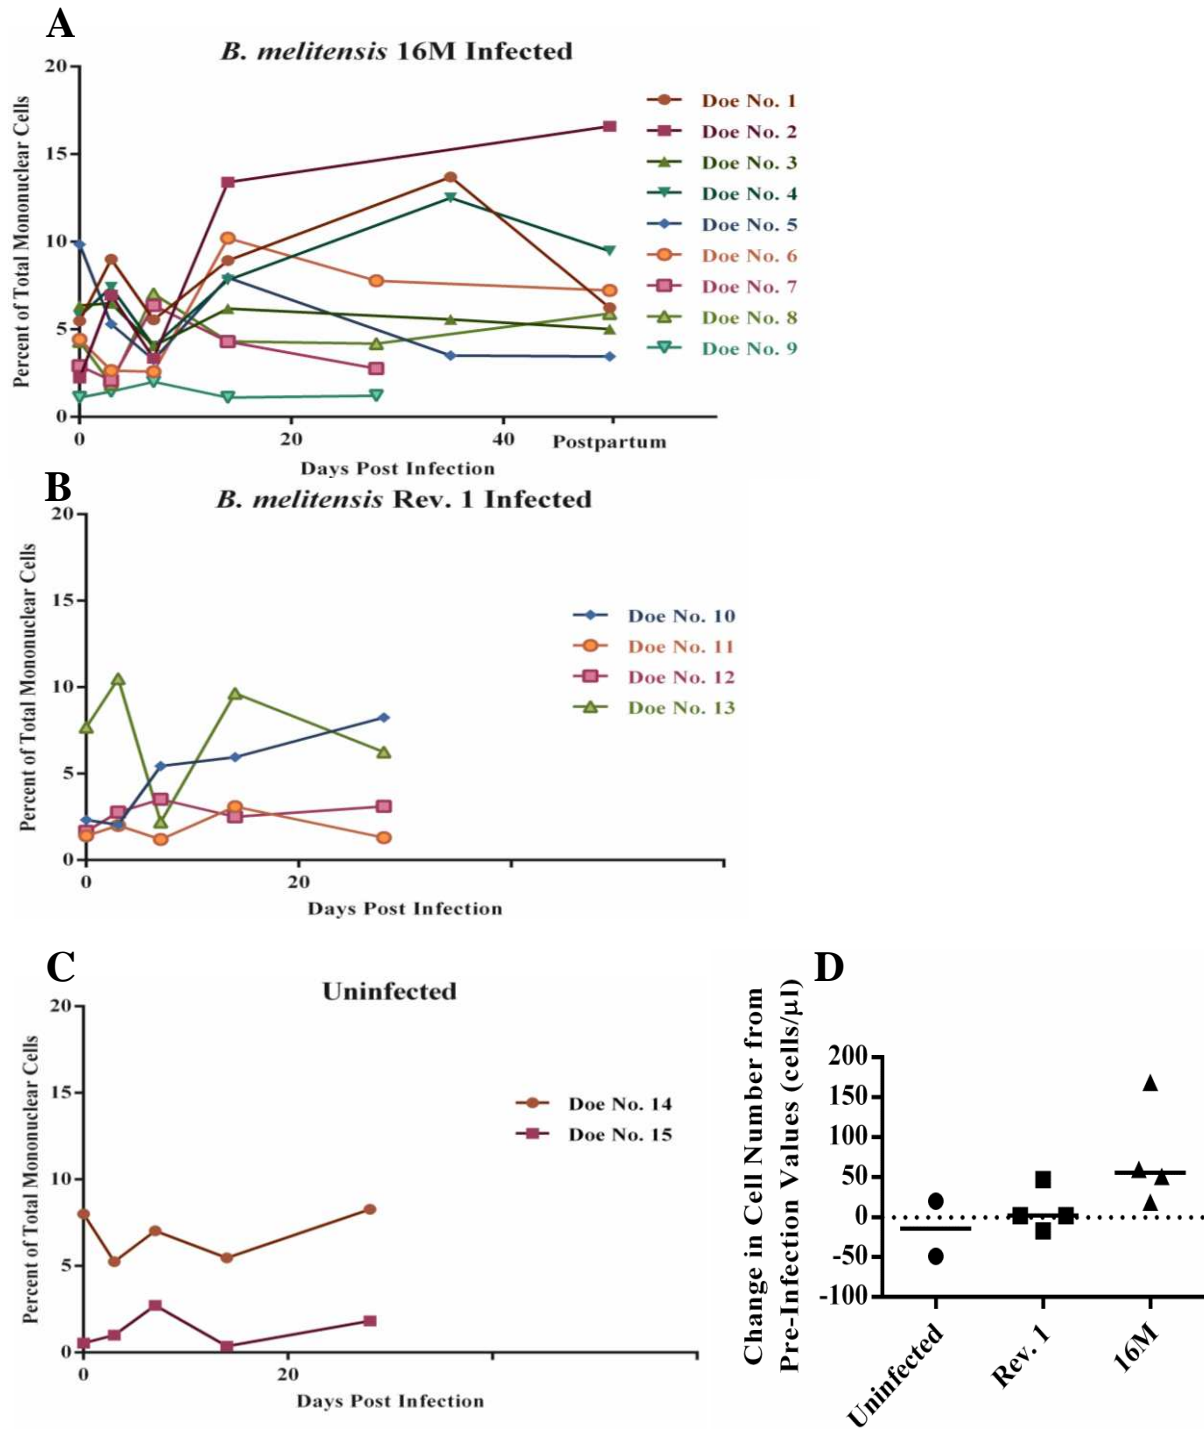 A
B. melitensis 16M Infected
Percent of Total Mononuclear Cells
20
15
10
5
0
0
20
40
Postpartum
Days Post Infection
Doe No. 1
Doe No. 2
Doe No. 3
Doe No. 4
Doe No. 5
Doe No. 6
Doe No. 7
Doe No. 8
Doe No. 9
B
B. melitensis Rev. 1 Infected
Percent of Total Mononuclear Cells
20
15
10
5
0
0
20
Days Post Infection
Doe No. 10
Doe No. 11
Doe No. 12
Doe No. 13
C
Uninfected
Percent of Total Mononuclear Cells
20
15
10
5
0
0
20
Days Post Infection
Doe No. 14
Doe No. 15
D
Change in Cell Number from
Pre-Infection Values (cells/µl)
200
150
100
50
0
-50
-100
Uninfected
Rev. 1
16M